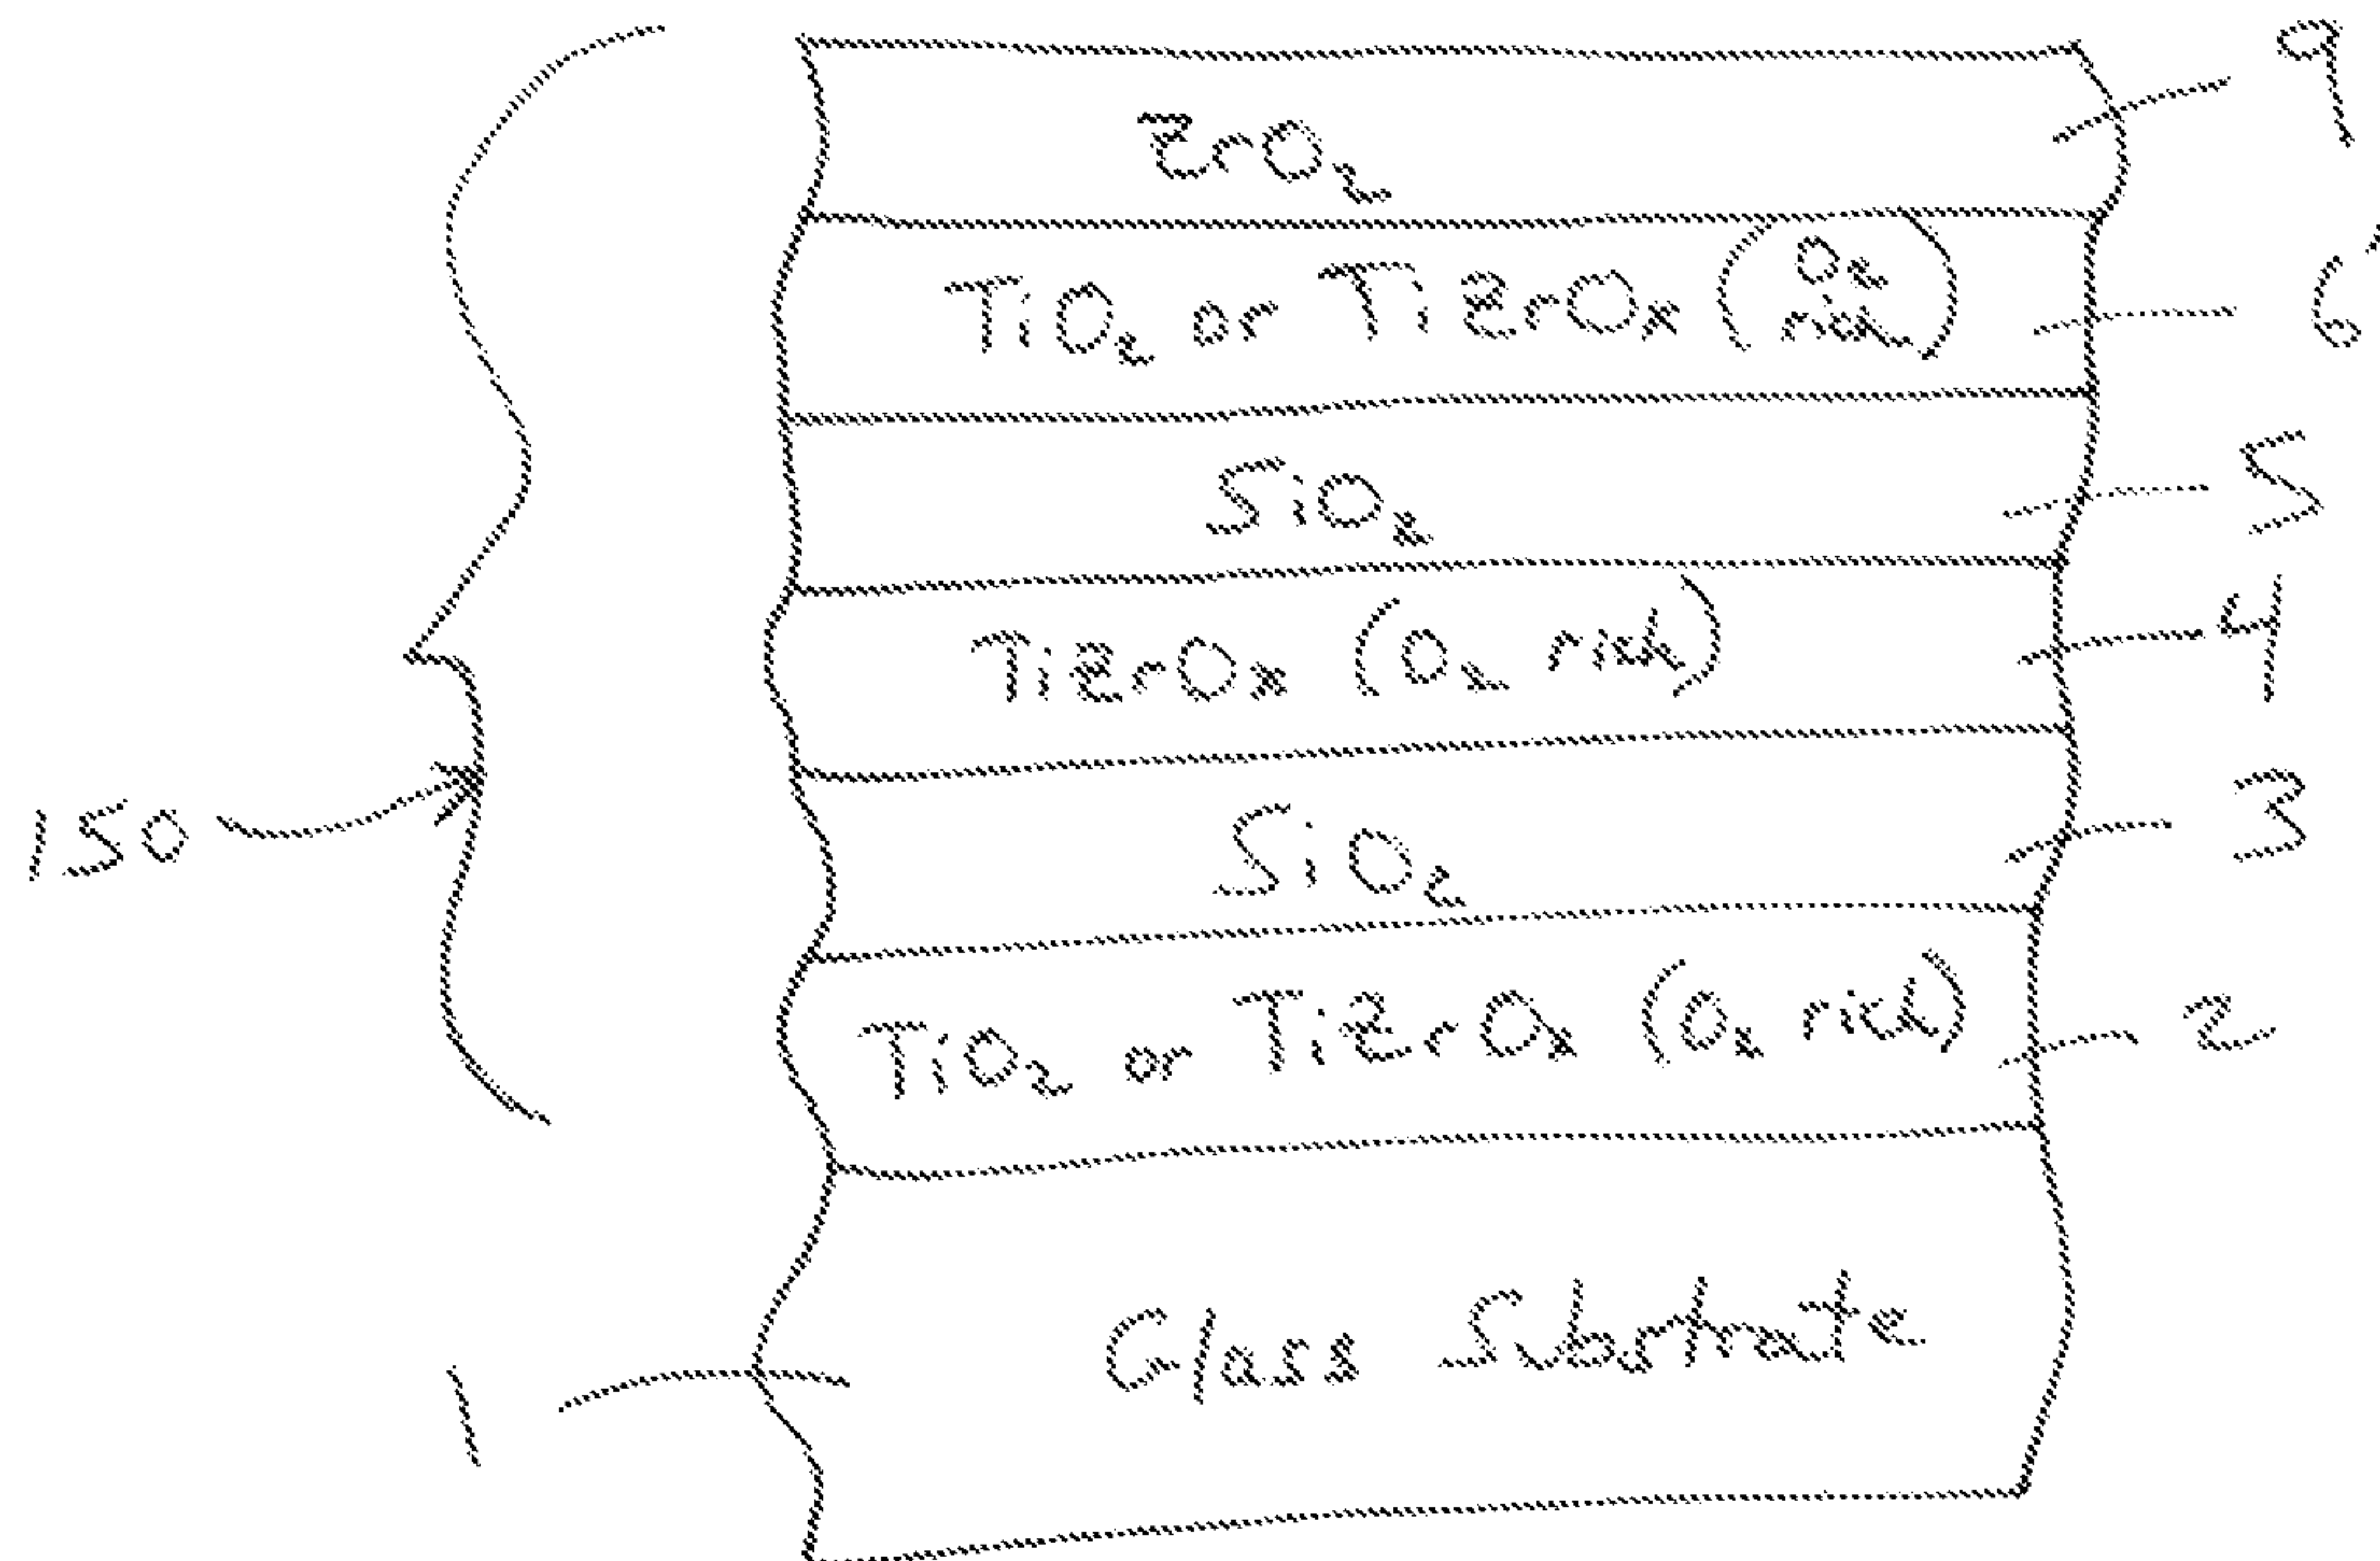 ZrO₂ 9
TiO₂ or TiZrOx (O₂ rich) 6'
SiO₂ 5
TiZrOx (O₂ rich) 4
SiO₂ 3
150
TiO₂ or TiZrOx (O₂ rich) 2
Glass Substrate
1